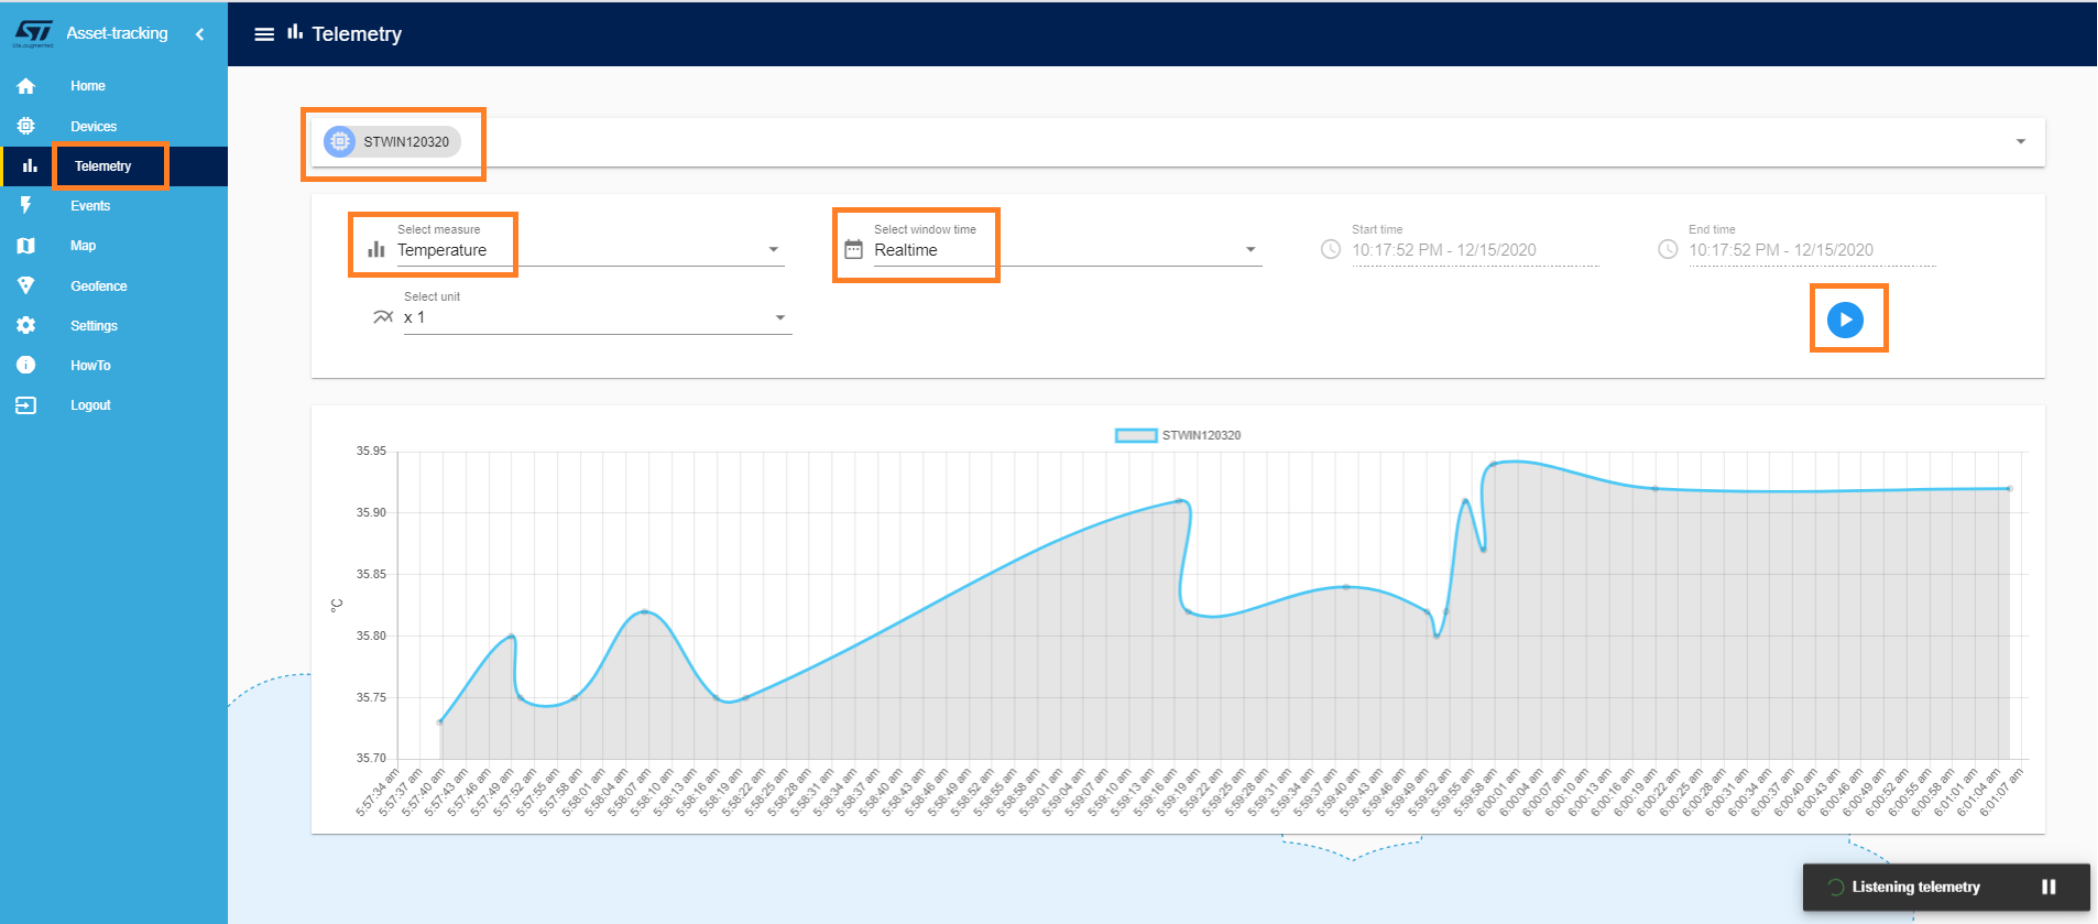 life.augmented
Asset-tracking
Telemetry
Home
Devices
Telemetry
Events
Map
Geofence
Settings
HowTo
Logout
STWIN120320
Select measure
Temperature
Select window time
Realtime
Start time
10:17:52 PM - 12/15/2020
End time
10:17:52 PM - 12/15/2020
Select unit
x 1
STWIN120320
35.95
35.90
35.85
°C
35.80
35.75
35.70
5:57:34 am
5:57:37 am
5:57:40 am
5:57:43 am
5:57:46 am
5:57:49 am
5:57:52 am
5:57:55 am
5:57:58 am
5:58:01 am
5:58:04 am
5:58:07 am
5:58:10 am
5:58:13 am
5:58:16 am
5:58:19 am
5:58:22 am
5:58:25 am
5:58:28 am
5:58:31 am
5:58:34 am
5:58:37 am
5:58:40 am
5:58:43 am
5:58:46 am
5:58:49 am
5:58:52 am
5:58:55 am
5:58:58 am
5:59:01 am
5:59:04 am
5:59:07 am
5:59:10 am
5:59:13 am
5:59:16 am
5:59:19 am
5:59:22 am
5:59:25 am
5:59:28 am
5:59:31 am
5:59:34 am
5:59:37 am
5:59:40 am
5:59:43 am
5:59:46 am
5:59:49 am
5:59:52 am
5:59:55 am
5:59:58 am
6:00:01 am
6:00:04 am
6:00:07 am
6:00:10 am
6:00:13 am
6:00:16 am
6:00:19 am
6:00:22 am
6:00:25 am
6:00:28 am
6:00:31 am
6:00:34 am
6:00:37 am
6:00:40 am
6:00:43 am
6:00:46 am
6:00:49 am
6:00:52 am
6:00:55 am
6:00:58 am
6:01:01 am
6:01:04 am
6:01:07 am
Listening telemetry